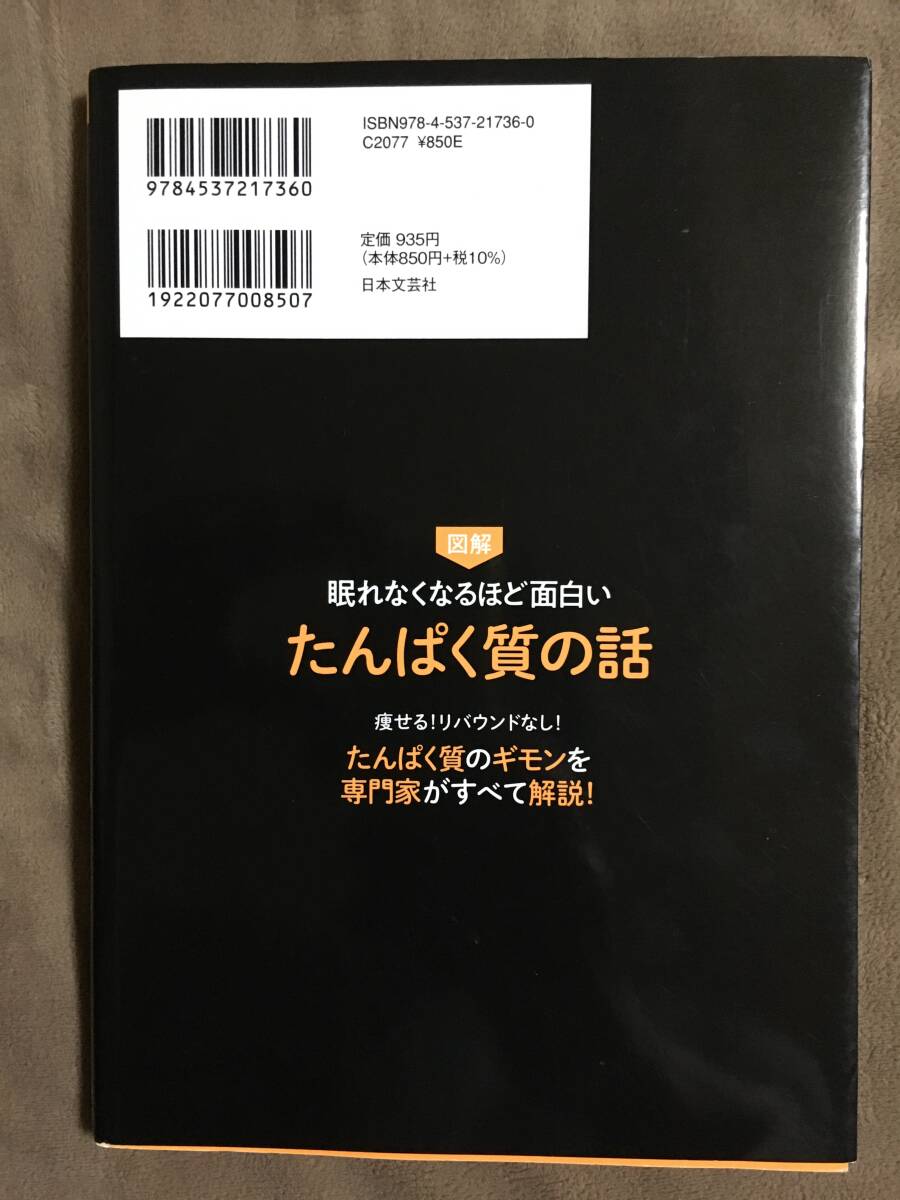 ISBN978-4-537-21736-0
C2077 ¥850E
9784537217360
定価 935円
(本体850円+税10%)
日本文芸社
1922077008507
図解
眠れなくなるほど面白い
たんぱく質の話
痩せる!リバウンドなし!
たんぱく質のギモンを
専門家がすべて解説!